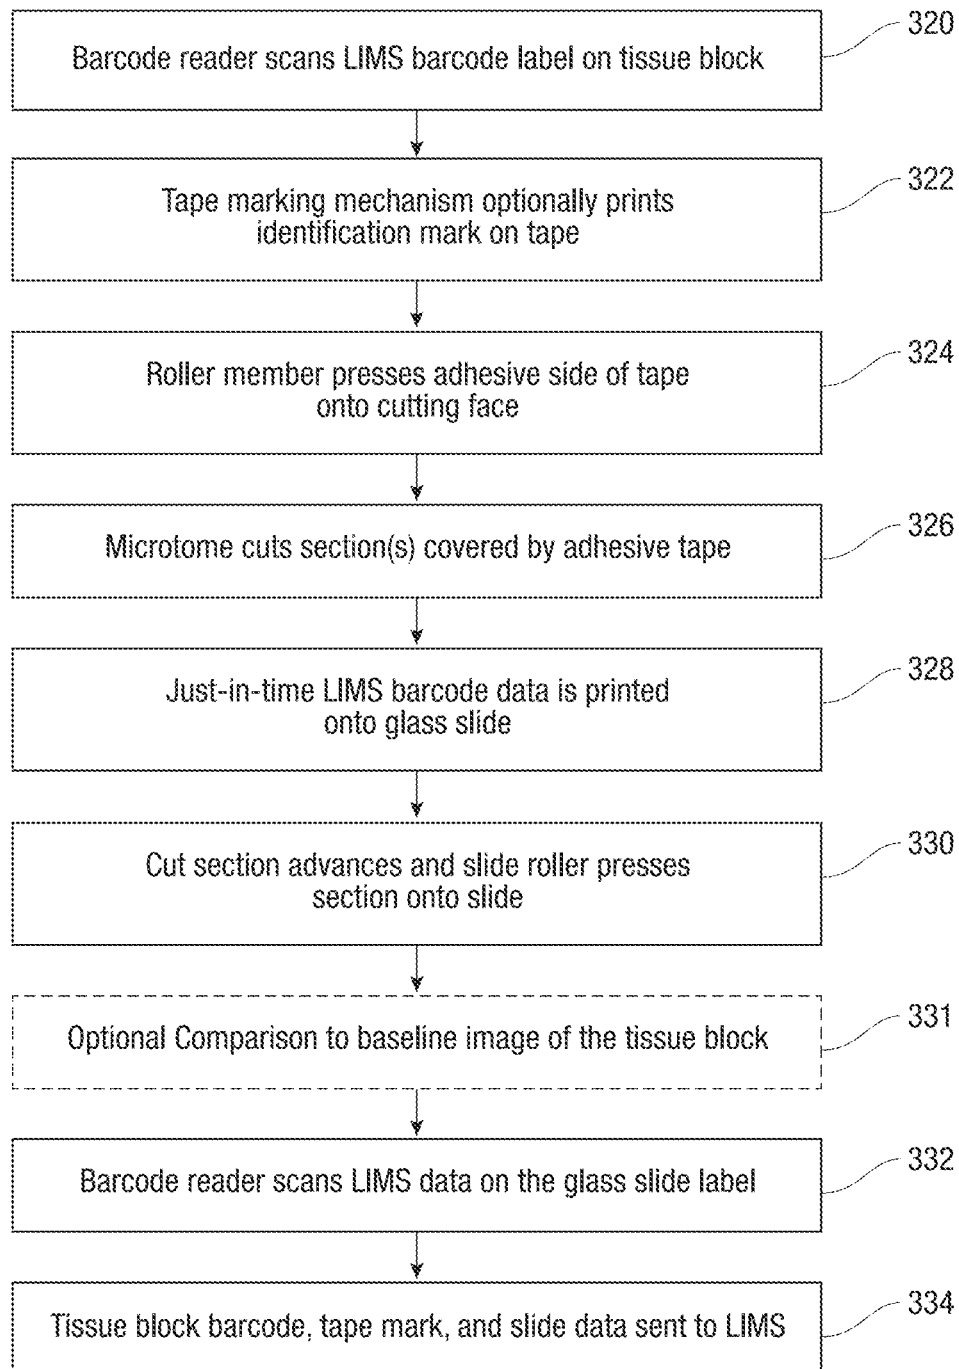 320
Barcode reader scans LIMS barcode label on tissue block
322
Tape marking mechanism optionally prints
identification mark on tape
324
Roller member presses adhesive side of tape
onto cutting face
326
Microtome cuts section(s) covered by adhesive tape
328
Just-in-time LIMS barcode data is printed
onto glass slide
330
Cut section advances and slide roller presses
section onto slide
331
Optional Comparison to baseline image of the tissue block
332
Barcode reader scans LIMS data on the glass slide label
334
Tissue block barcode, tape mark, and slide data sent to LIMS